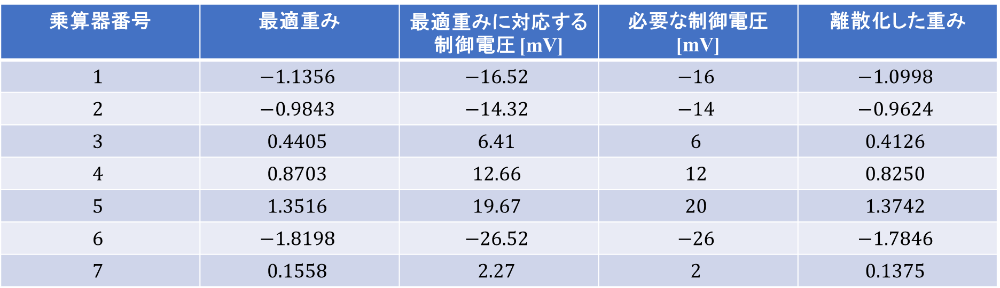 乗算器番号 最適重み 最適重みに対応する制御電圧 [mV] 必要な制御電圧 [mV] 離散化した重み
1 −1.1356 −16.52 −16 −1.0998
2 −0.9843 −14.32 −14 −0.9624
3 0.4405 6.41 6 0.4126
4 0.8703 12.66 12 0.8250
5 1.3516 19.67 20 1.3742
6 −1.8198 −26.52 −26 −1.7846
7 0.1558 2.27 2 0.1375